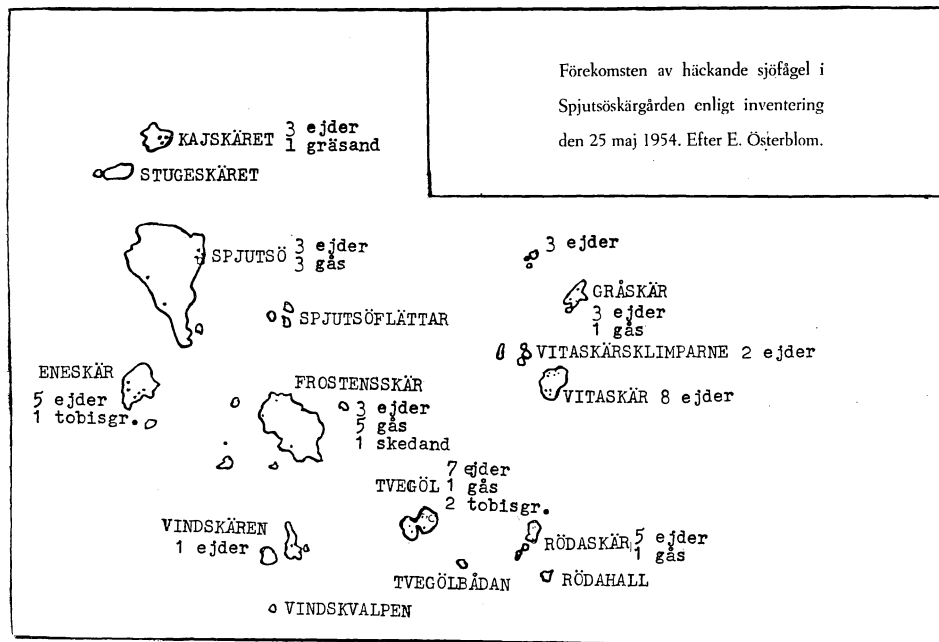 Förekomsten av häckande sjöfågel i
Spjutsöskärgården enligt inventering
den 25 maj 1954. Efter E. Österblom.
KAJSKÄRET 3 ejder
1 gräsand
STUGESKÄRET
SPJUTSÖ 3 ejder
3 gås
3 ejder
GRÅSKÄR
3 ejder
1 gås
SPJUTSÖFLÄTTAR
VITASKÄRSKLIMPARNE 2 ejder
ENESKÄR
5 ejder
1 tobisgr.
FROSTENSSKÄR
3 ejder
5 gås
1 skedand
VITASKÄR 8 ejder
TVEGÖL 7 ejder
1 gås
2 tobisgr.
VINDSKÄREN
1 ejder
RÖDASKÄR 5 ejder
1 gås
TVEGÖLBÅDAN
RÖDAHALL
VINDSKVALPEN